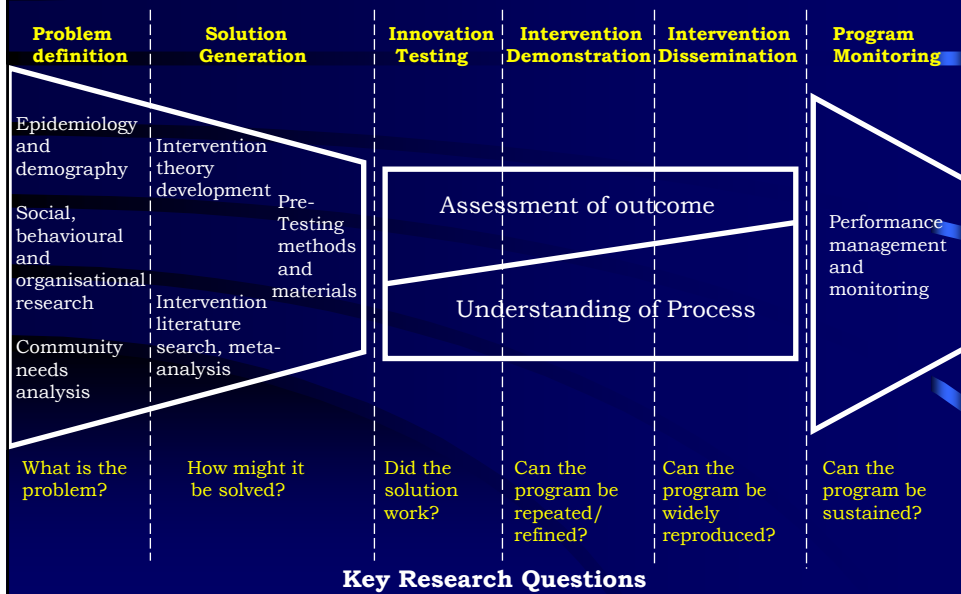 Problem
definition
Solution
Generation
Innovation
Testing
Intervention
Demonstration
Intervention
Dissemination
Program
Monitoring
Epidemiology
and
demography
Social,
behavioural
and
organisational
research
Community
needs
analysis
Intervention
theory
development
Pre-
Testing
methods
and
materials
Intervention
literature
search, meta-
analysis
Assessment of outcome
Understanding of Process
Performance
management
and
monitoring
What is the
problem?
How might it
be solved?
Did the
solution
work?
Can the
program be
repeated/
refined?
Can the
program be
widely
reproduced?
Can the
program be
sustained?
Key Research Questions